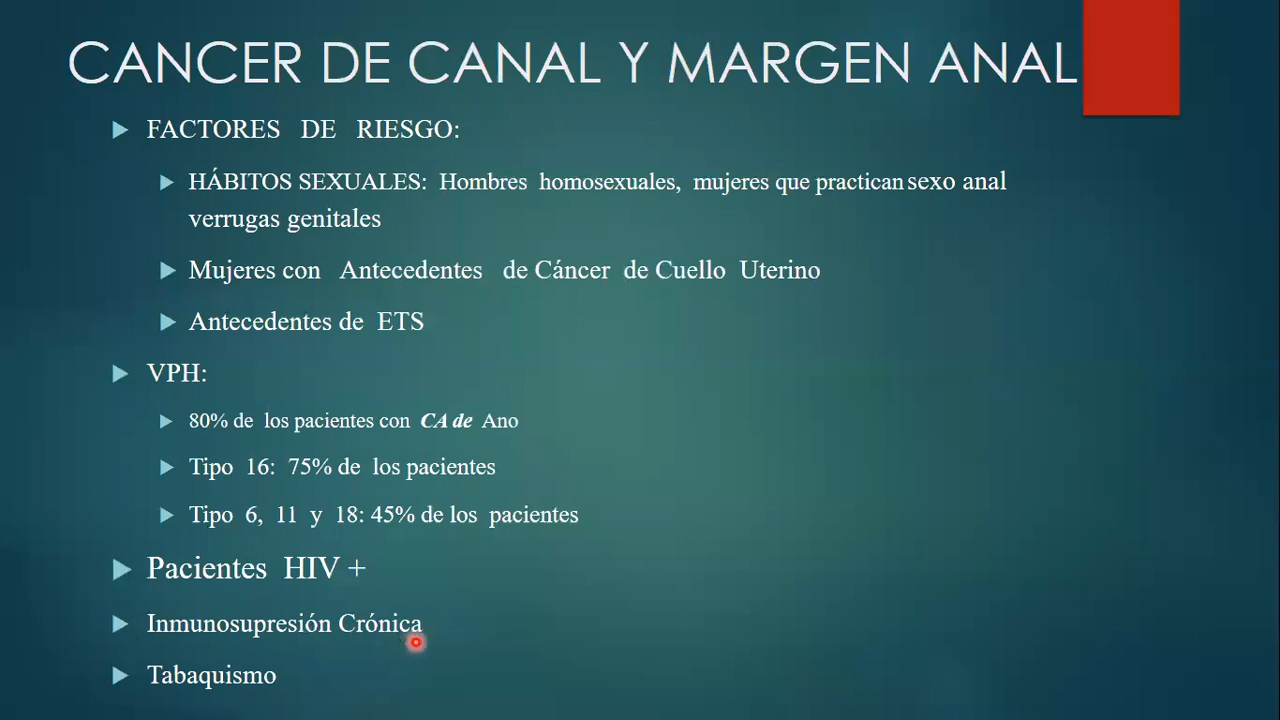 CANCER DE CANAL Y MARGEN ANAL
FACTORES DE RIESGO:
HÁBITOS SEXUALES: Hombres homosexuales, mujeres que practican sexo anal
verrugas genitales
Mujeres con Antecedentes de Cáncer de Cuello Uterino
Antecedentes de ETS
VPH:
80% de los pacientes con CA de Ano
Tipo 16: 75% de los pacientes
Tipo 6, 11 y 18: 45% de los pacientes
Pacientes HIV +
Inmunosupresión Crónica
Tabaquismo